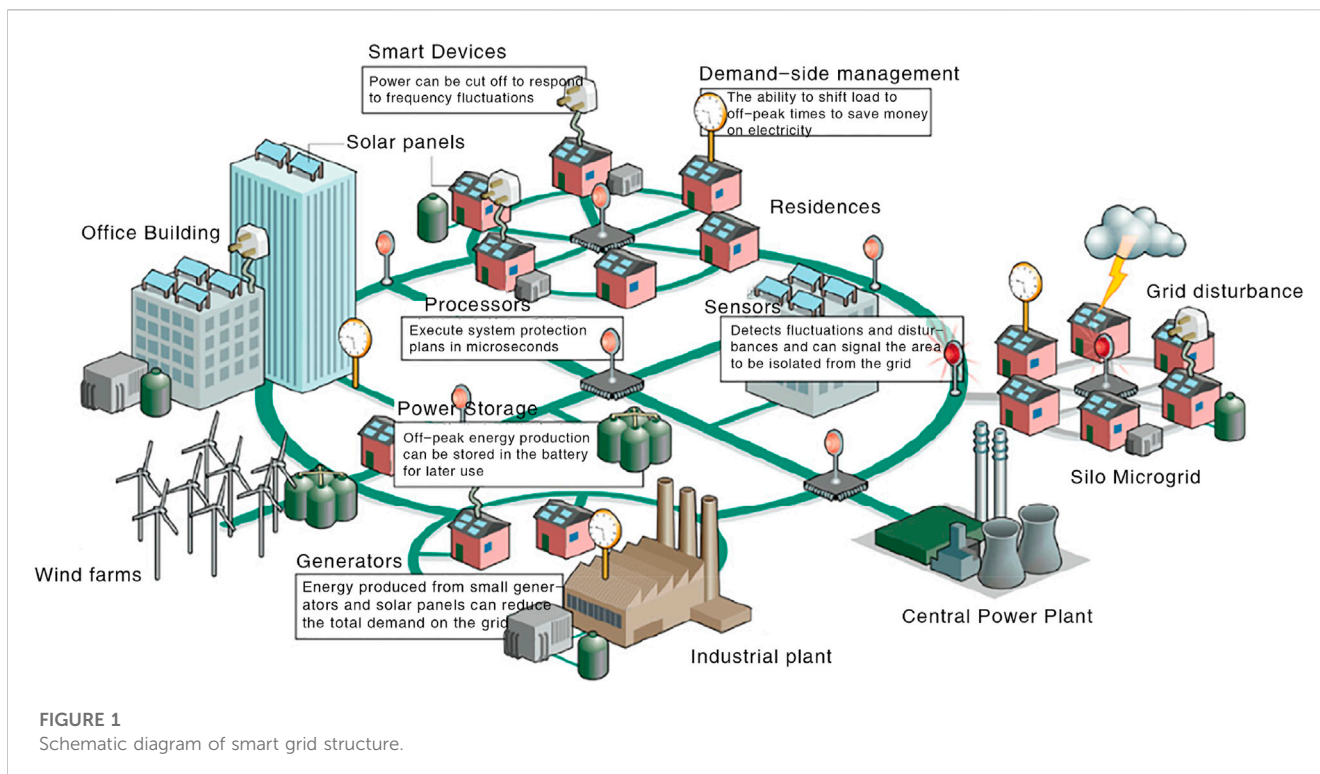 Smart Devices
Power can be cut off to respond
to frequency fluctuations
Demand-side management
The ability to shift load to
off-peak times to save money
on electricity
Solar panels
Residences
Office Building
Processors
Execute system protection
plans in microseconds
Sensors
Detects fluctuations and distur-
bances and can signal the area
to be isolated from the grid
Grid disturbance
Power Storage
Off-peak energy production
can be stored in the battery
for later use
Silo Microgrid
Wind farms
Generators
Energy produced from small gener-
ators and solar panels can reduce
the total demand on the grid
Central Power Plant
Industrial plant
FIGURE 1
Schematic diagram of smart grid structure.